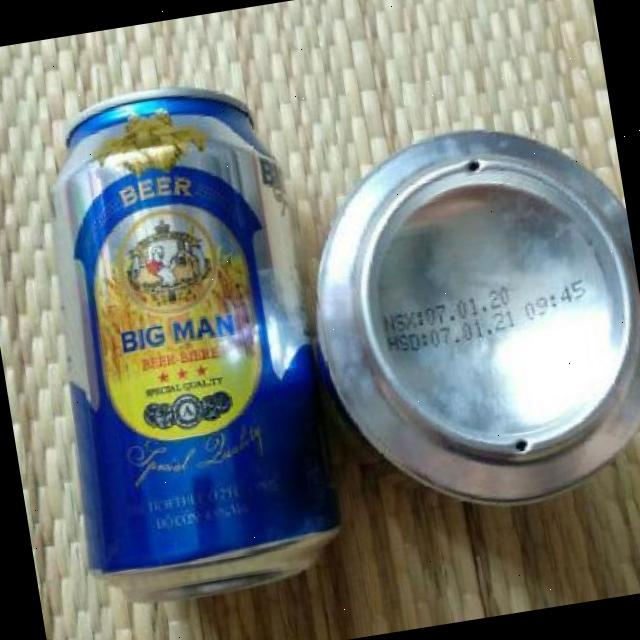 BEER
BIG MAN
BEER-BIERE
SPECIAL QUALITY
Special Quality
NSX:07.01.20
HSD:07.01.21 09:45